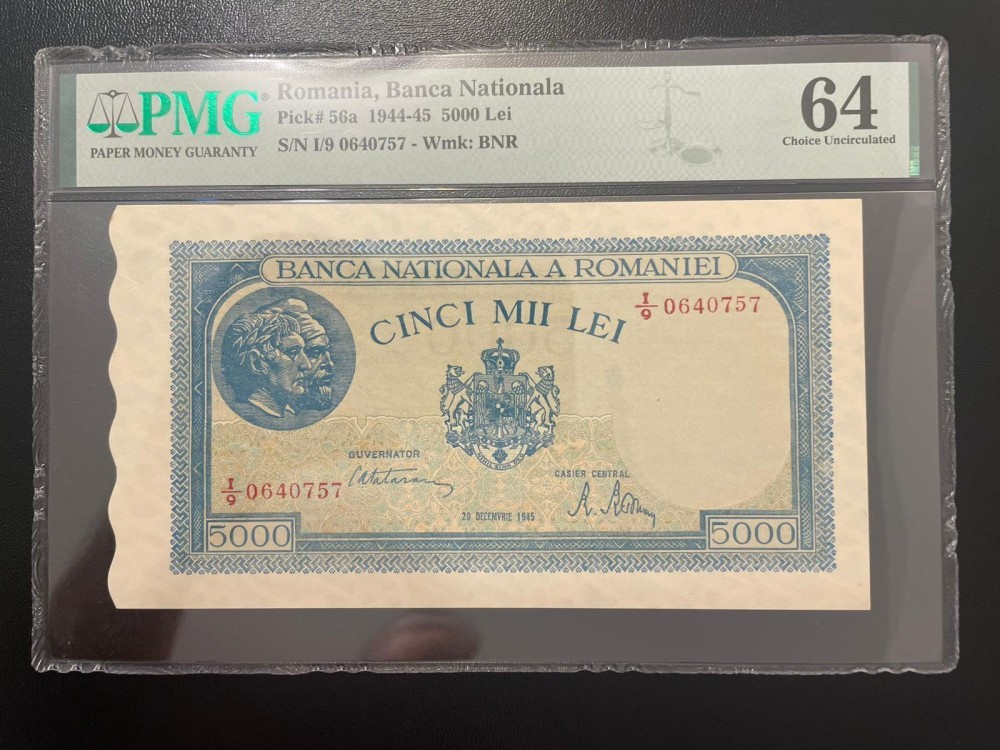 PMG®
PAPER MONEY GUARANTY
Romania, Banca Nationala
Pick# 56a 1944-45 5000 Lei
S/N I/9 0640757 - Wmk: BNR
64
Choice Uncirculated
BANCA NATIONALA A ROMANIEI
CINCI MII LEI
I/9 0640757
GUVERNATOR
CASIER CENTRAL
I/9 0640757
20 DECEMVRIE 1945
5000
5000